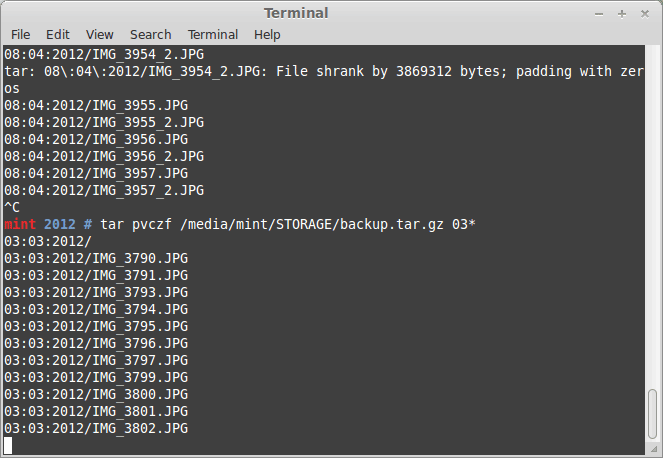 Terminal
File Edit View Search Terminal Help
08:04:2012/IMG_3954_2.JPG
tar: 08\:04\:2012/IMG_3954_2.JPG: File shrank by 3869312 bytes; padding with zer
os
08:04:2012/IMG_3955.JPG
08:04:2012/IMG_3955_2.JPG
08:04:2012/IMG_3956.JPG
08:04:2012/IMG_3956_2.JPG
08:04:2012/IMG_3957.JPG
08:04:2012/IMG_3957_2.JPG
^C
mint 2012 # tar pvczf /media/mint/STORAGE/backup.tar.gz 03*
03:03:2012/
03:03:2012/IMG_3790.JPG
03:03:2012/IMG_3791.JPG
03:03:2012/IMG_3793.JPG
03:03:2012/IMG_3794.JPG
03:03:2012/IMG_3795.JPG
03:03:2012/IMG_3796.JPG
03:03:2012/IMG_3797.JPG
03:03:2012/IMG_3799.JPG
03:03:2012/IMG_3800.JPG
03:03:2012/IMG_3801.JPG
03:03:2012/IMG_3802.JPG